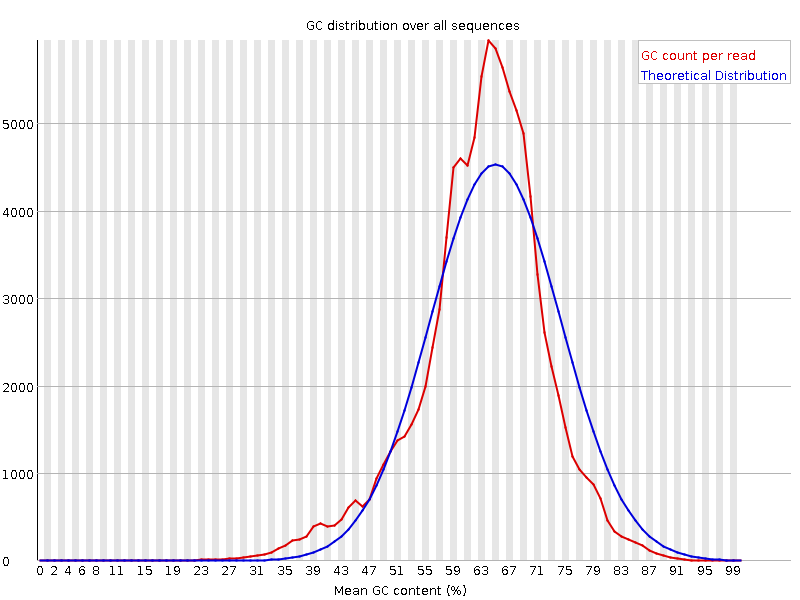 GC distribution over all sequences
GC count per read
Theoretical Distribution
5000
4000
3000
2000
1000
0
0 2 4 6 8 11 15 19 23 27 31 35 39 43 47 51 55 59 63 67 71 75 79 83 87 91 95 99
Mean GC content (%)